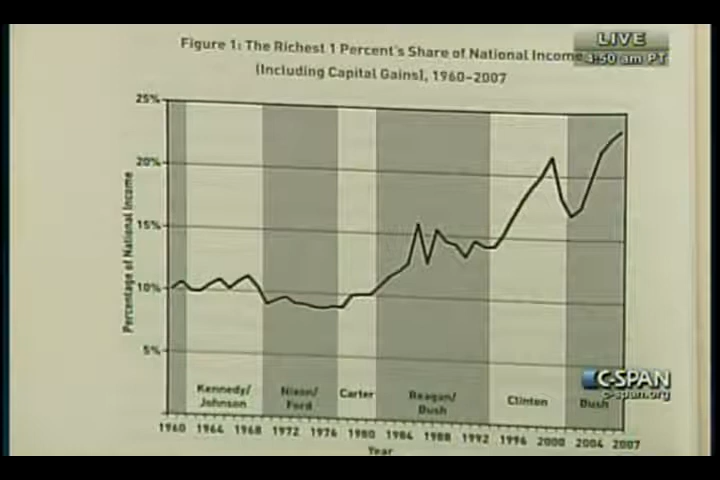 Figure 1: The Richest 1 Percent's Share of National Income
(Including Capital Gains), 1960–2007
LIVE
4:50 am PT
25%
20%
15%
10%
5%
Percentage of National Income
Kennedy/
Johnson
Nixon/
Ford
Carter
Reagan/
Bush
Clinton
Bush
C-SPAN
c-span.org
1960 1964 1968 1972 1976 1980 1984 1988 1992 1996 2000 2004 2007
Year